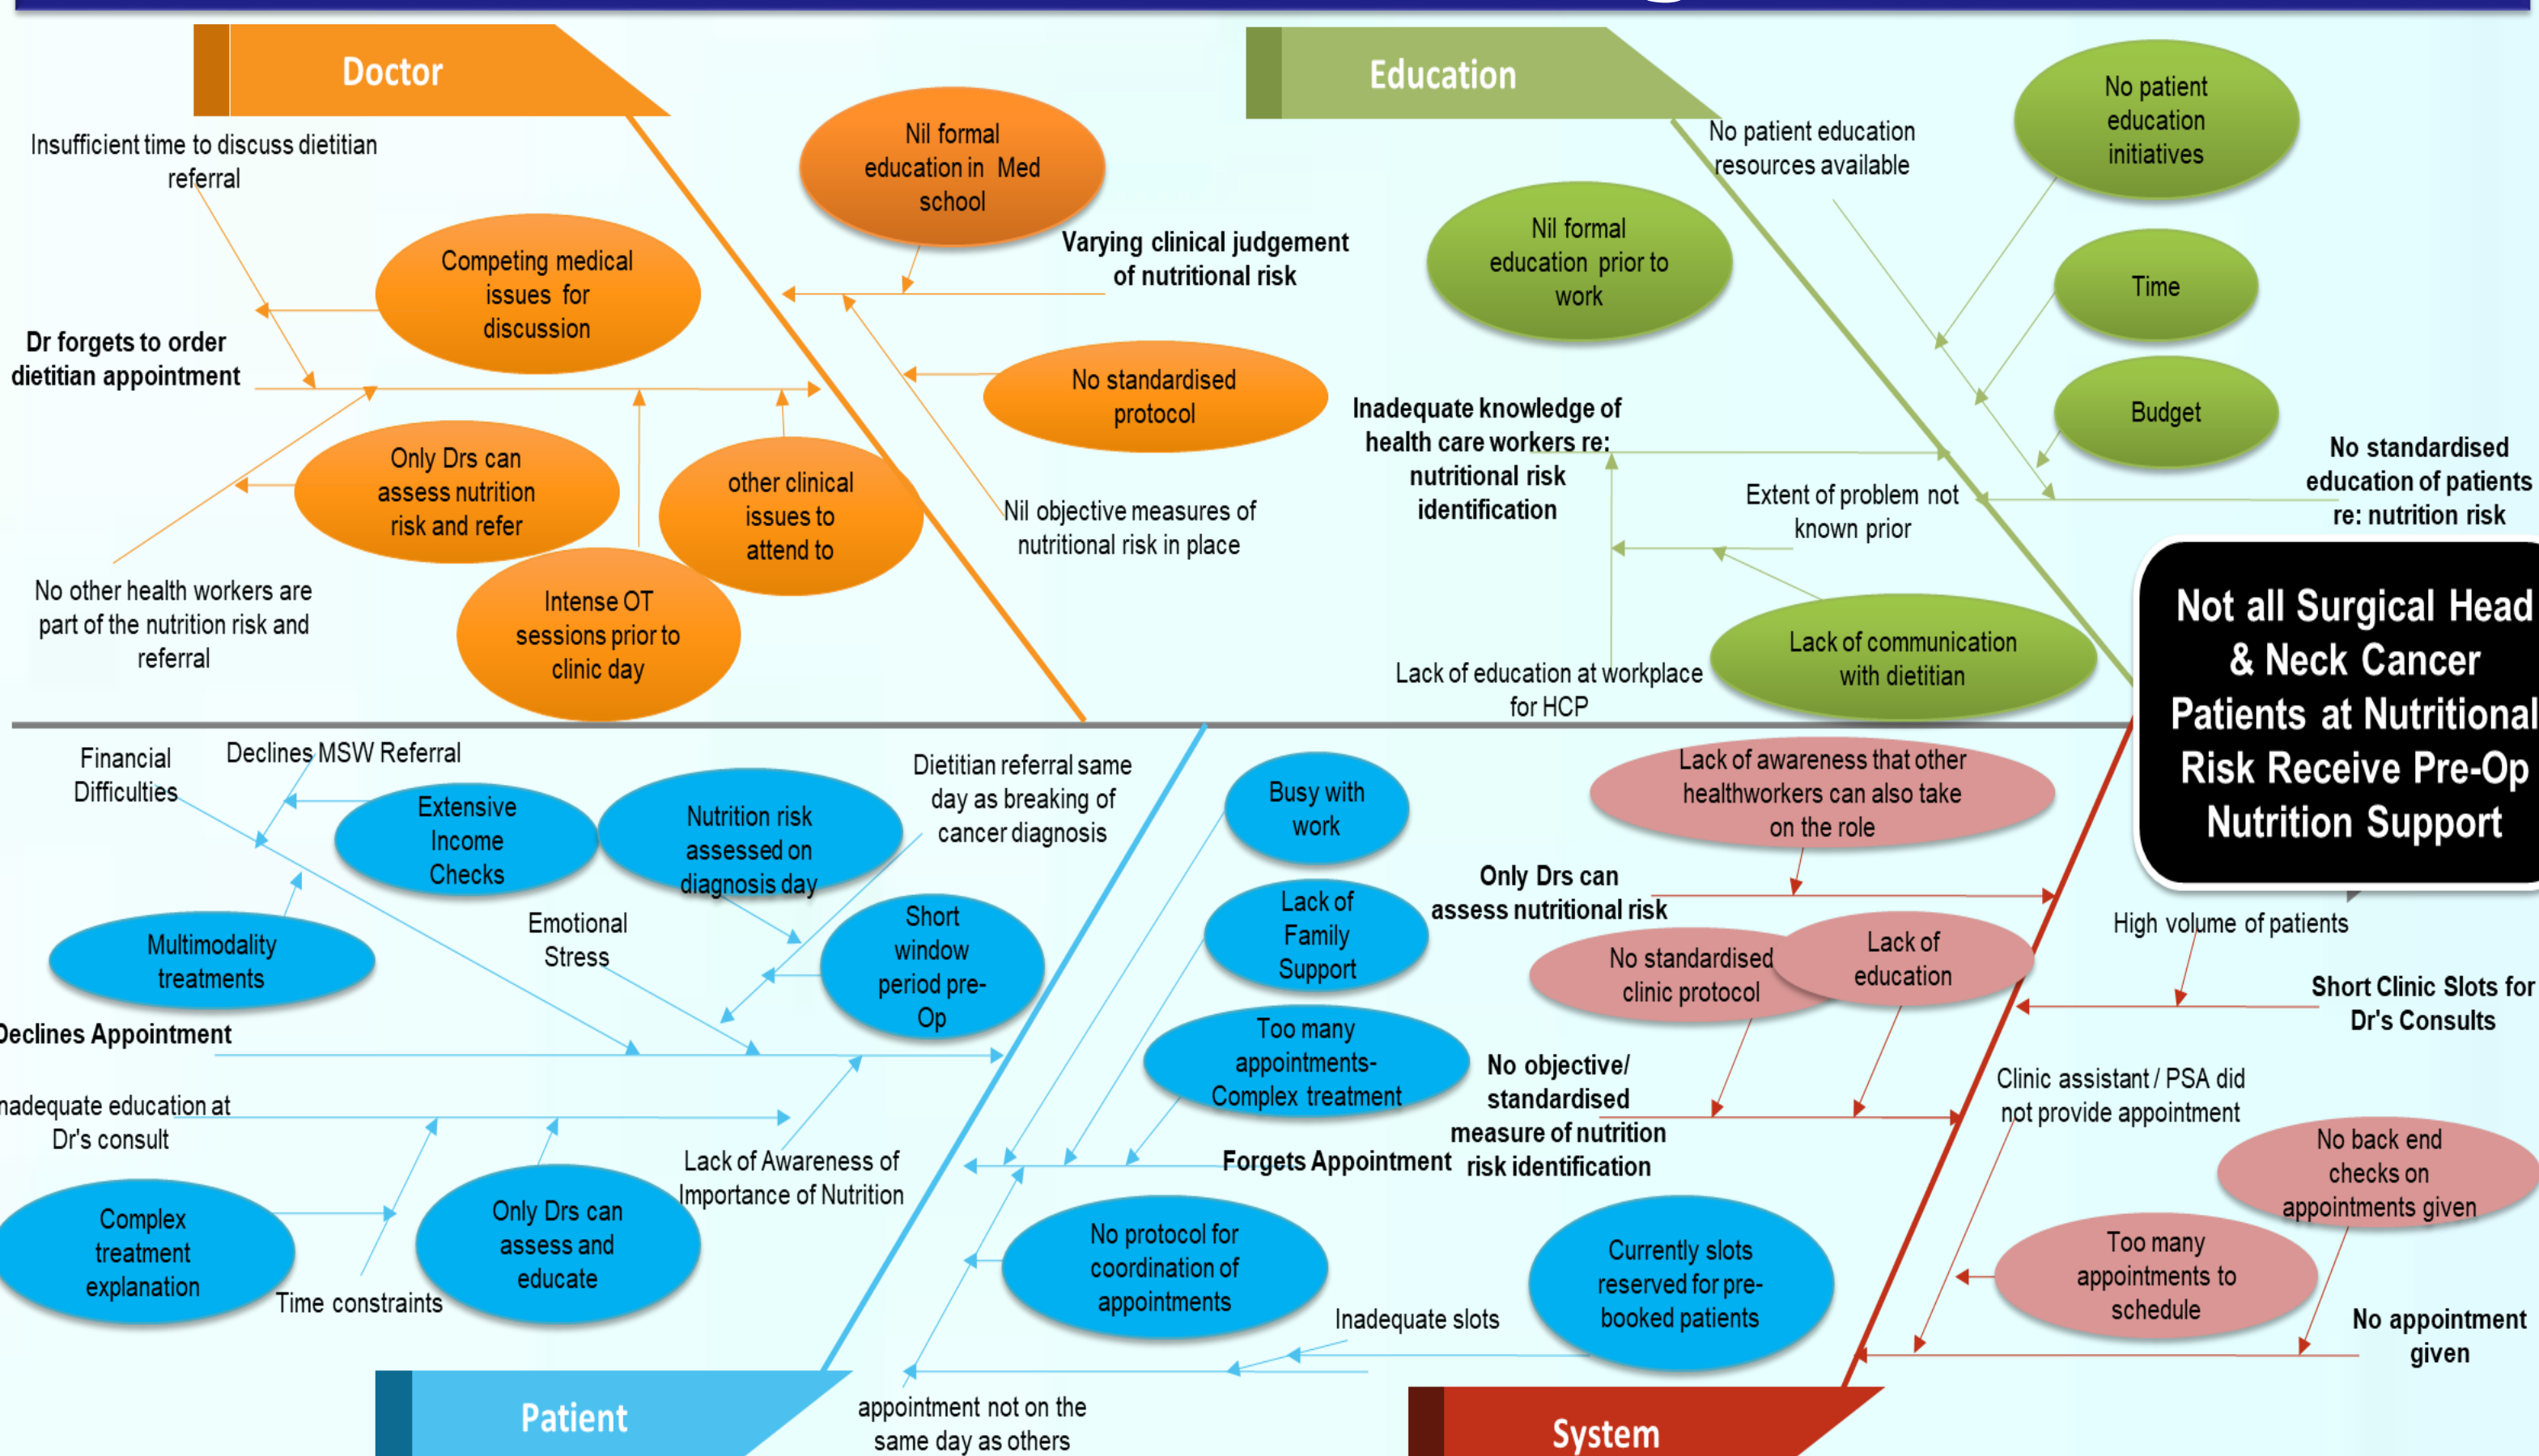 Doctor
Insufficient time to discuss dietitian
referral
Competing medical
issues for
discussion
Dr forgets to order
dietitian appointment
Only Drs can
assess nutrition
risk and refer
other clinical
issues to
attend to
Intense OT
sessions prior to
clinic day
No other health workers are
part of the nutrition risk and
referral
Nil formal
education in Med
school
Varying clinical judgement
of nutritional risk
No standardised
protocol
Nil objective measures of
nutritional risk in place
Education
No patient education
resources available
No patient
education
initiatives
Nil formal
education prior to
work
Time
Budget
Inadequate knowledge of
health care workers re:
nutritional risk
identification
No standardised
education of patients
re: nutrition risk
Extent of problem not
known prior
Lack of communication
with dietitian
Lack of education at workplace
for HCP
Not all Surgical Head
& Neck Cancer
Patients at Nutritional
Risk Receive Pre-Op
Nutrition Support
Financial
Difficulties
Declines MSW Referral
Extensive
Income
Checks
Nutrition risk
assessed on
diagnosis day
Dietitian referral same
day as breaking of
cancer diagnosis
Multimodality
treatments
Emotional
Stress
Short
window
period pre-
Op
Declines Appointment
nadequate education at
Dr's consult
Lack of Awareness of
Importance of Nutrition
Complex
treatment
explanation
Only Drs can
assess and
educate
Time constraints
Busy with
work
Lack of
Family
Support
Too many
appointments-
Complex treatment
Forgets Appointment
No protocol for
coordination of
appointments
Inadequate slots
Currently slots
reserved for pre-
booked patients
appointment not on the
same day as others
Patient
Lack of awareness that other
healthworkers can also take
on the role
Only Drs can
assess nutritional risk
No standardised
clinic protocol
Lack of
education
High volume of patients
Short Clinic Slots for
Dr's Consults
No objective/
standardised
measure of nutrition
risk identification
Clinic assistant / PSA did
not provide appointment
No back end
checks on
appointments given
Too many
appointments to
schedule
No appointment
given
System